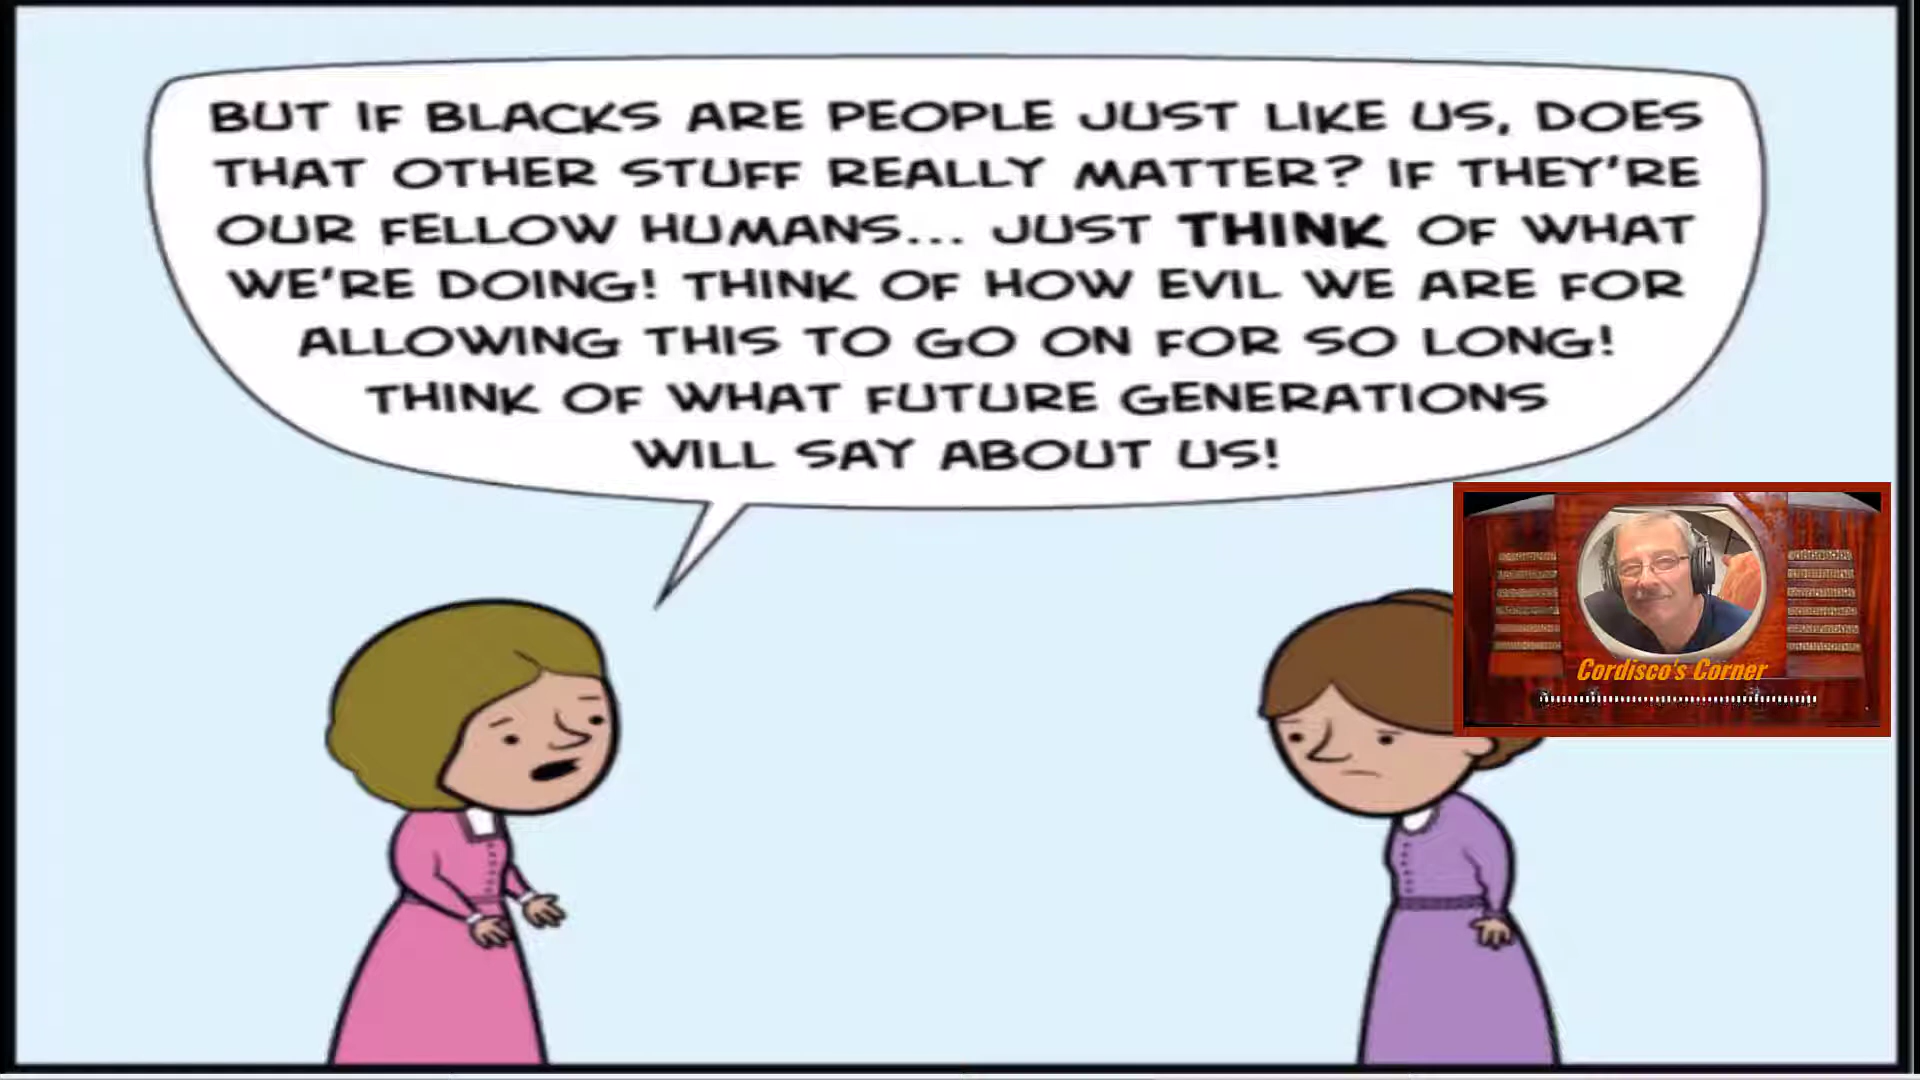 BUT IF BLACKS ARE PEOPLE JUST LIKE US, DOES
THAT OTHER STUFF REALLY MATTER? IF THEY'RE
OUR FELLOW HUMANS... JUST THINK OF WHAT
WE'RE DOING! THINK OF HOW EVIL WE ARE FOR
ALLOWING THIS TO GO ON FOR SO LONG!
THINK OF WHAT FUTURE GENERATIONS
WILL SAY ABOUT US!
Cordisco's Corner